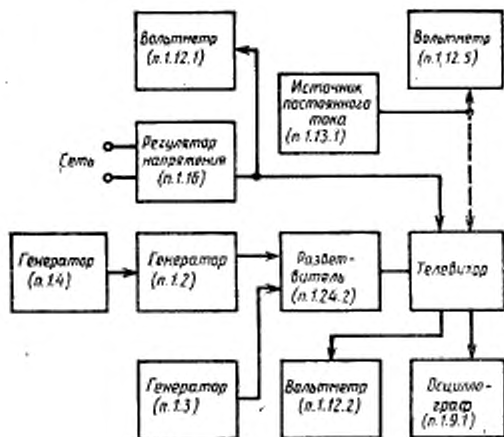 Вольтметр
(п.1.12.1)
Вольтметр
(п.1.12.5)
Источник
постоянного
тока
(п.1.13.1)
Сеть
Регулятор
напряжения
(п.1.16)
Генератор
(п.1.4)
Генератор
(п.1.2)
Развет-
витель
(п.1.24.2)
Телевизор
Генератор
(п.1.3)
Вольтметр
(п.1.12.2)
Осцилло-
граф
(п.1.9.1)